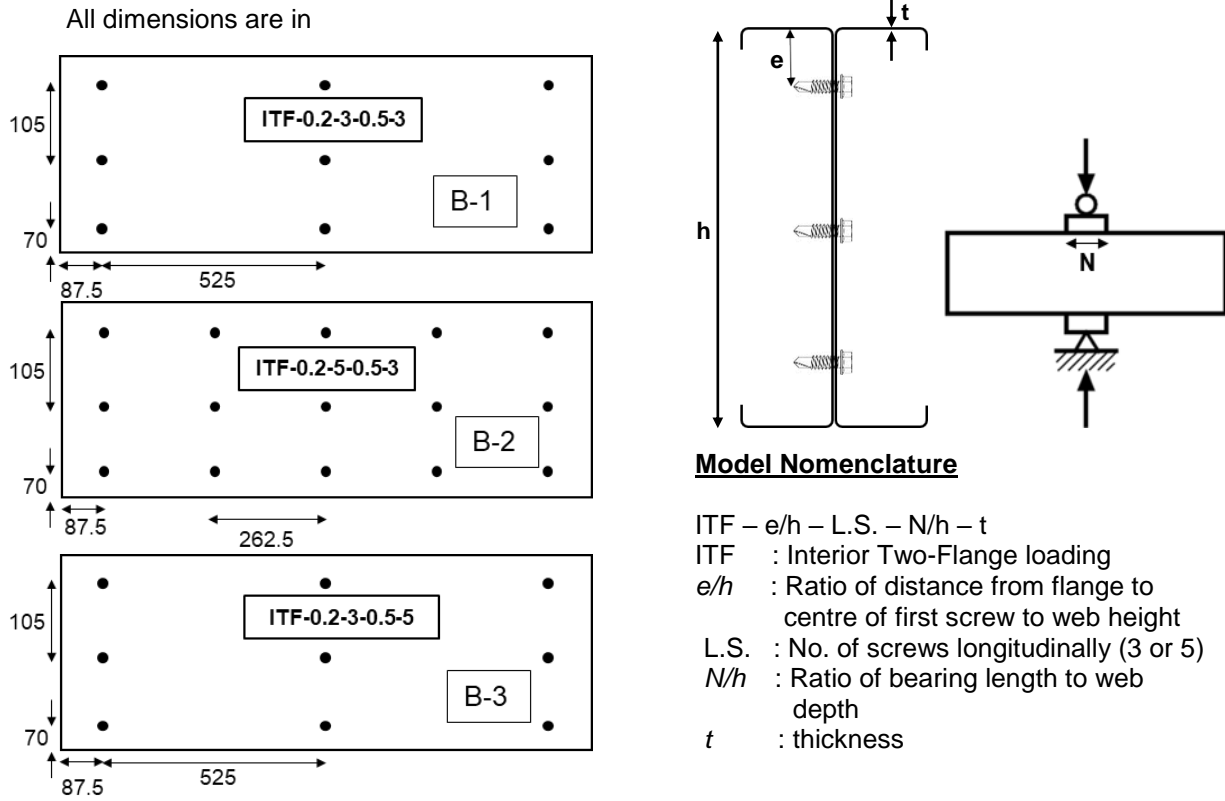 All dimensions are in
105
ITF-0.2-3-0.5-3
B-1
70
87.5
525
105
ITF-0.2-5-0.5-3
B-2
70
87.5
262.5
105
ITF-0.2-3-0.5-5
B-3
70
87.5
525
t
e
h
N
Model Nomenclature
ITF – e/h – L.S. – N/h – t
ITF : Interior Two-Flange loading
e/h : Ratio of distance from flange to
centre of first screw to web height
L.S. : No. of screws longitudinally (3 or 5)
N/h : Ratio of bearing length to web
depth
t : thickness